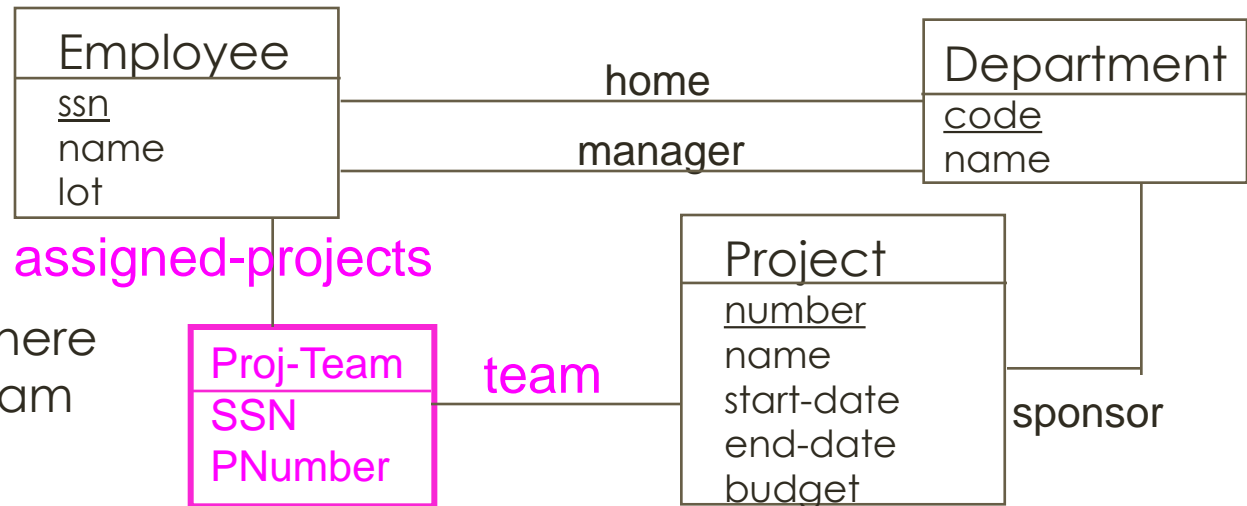 Employee
ssn
name
lot
home
manager
Department
code
name
assigned-projects
here
am
Proj-Team
SSN
PNumber
team
Project
number
name
start-date
end-date
budget
sponsor